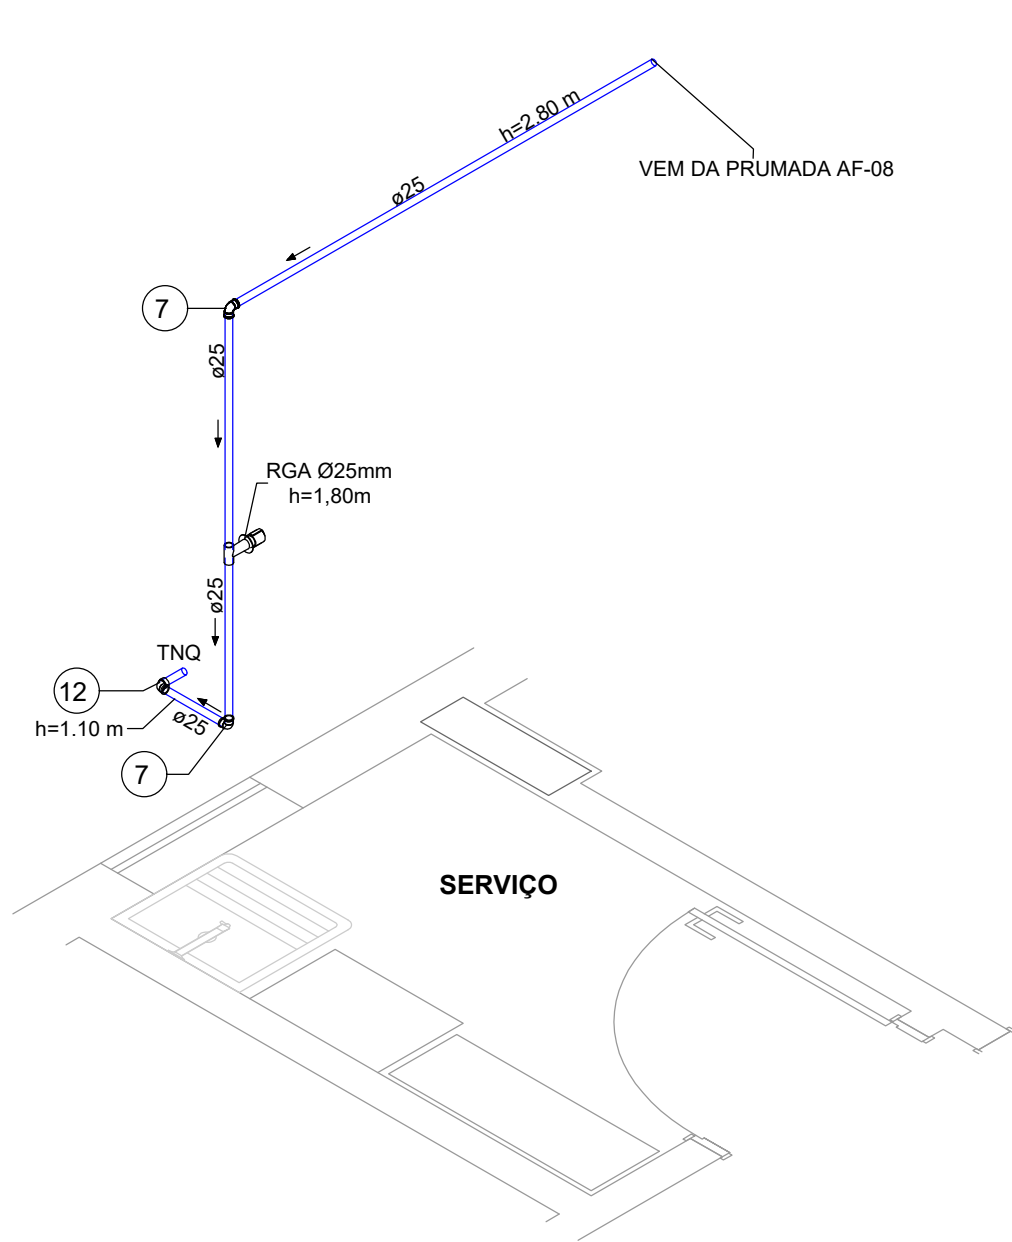 h=2.80 m
VEM DA PRUMADA AF-08
ø25
7
ø25
RGA Ø25mm
h=1,80m
ø25
TNQ
12
h=1.10 m
ø25
7
SERVIÇO